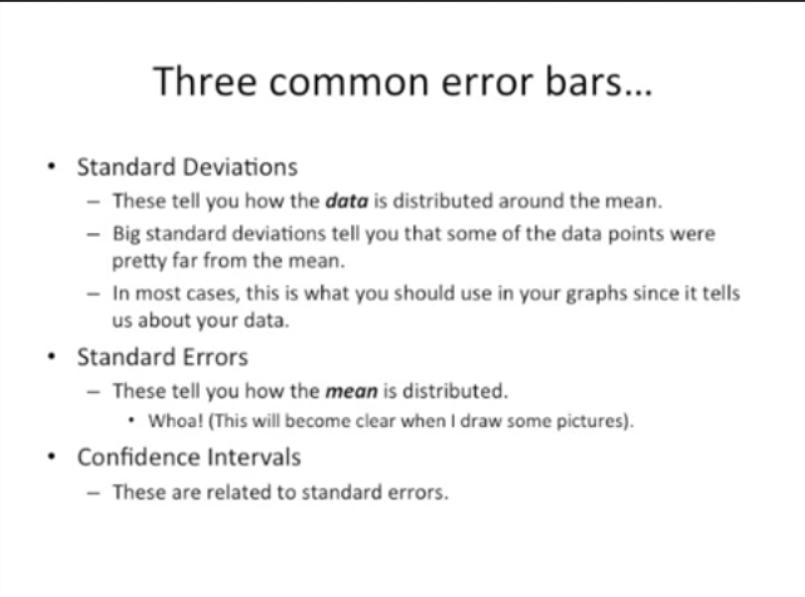 Three common error bars...
• Standard Deviations
– These tell you how the data is distributed around the mean.
– Big standard deviations tell you that some of the data points were
pretty far from the mean.
– In most cases, this is what you should use in your graphs since it tells
us about your data.
• Standard Errors
– These tell you how the mean is distributed.
• Whoa! (This will become clear when I draw some pictures).
• Confidence Intervals
– These are related to standard errors.